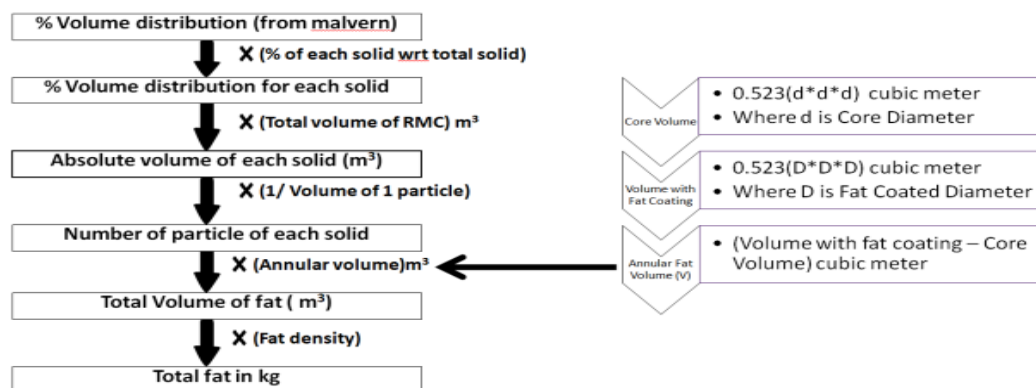 % Volume distribution (from malvern)
X (% of each solid wrt total solid)
% Volume distribution for each solid
X (Total volume of RMC) m³
Absolute volume of each solid (m³)
X (1/ Volume of 1 particle)
Number of particle of each solid
X (Annular volume)m³
Total Volume of fat ( m³)
X (Fat density)
Total fat in kg
Core Volume
• 0.523(d*d*d) cubic meter
• Where d is Core Diameter
Volume with
Fat Coating
• 0.523(D*D*D) cubic meter
• Where D is Fat Coated Diameter
Annular Fat
Volume (V)
• (Volume with fat coating – Core
Volume) cubic meter